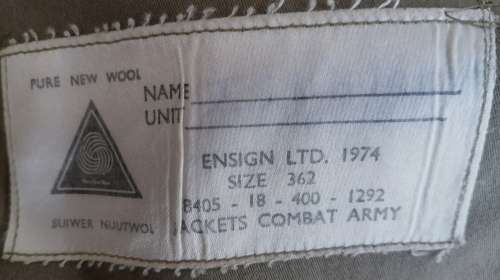 PURE NEW WOOL
SUIWER NUUTWOL
NAME
UNIT
ENSIGN LTD. 1974
SIZE 362
8405 - 18 - 400 - 1292
JACKETS COMBAT ARMY